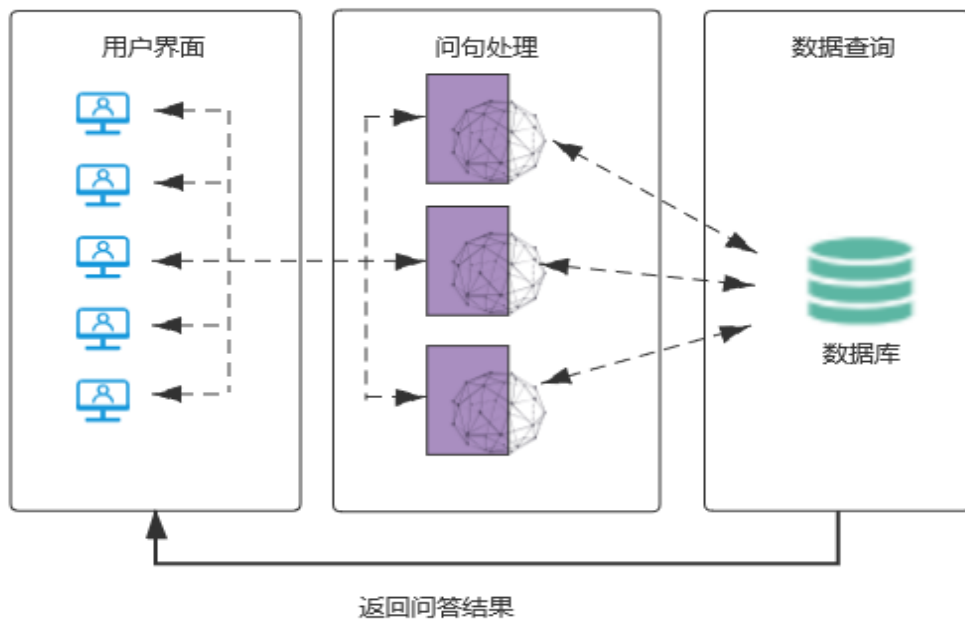 用户界面
问句处理
数据查询
数据库
返回问答结果